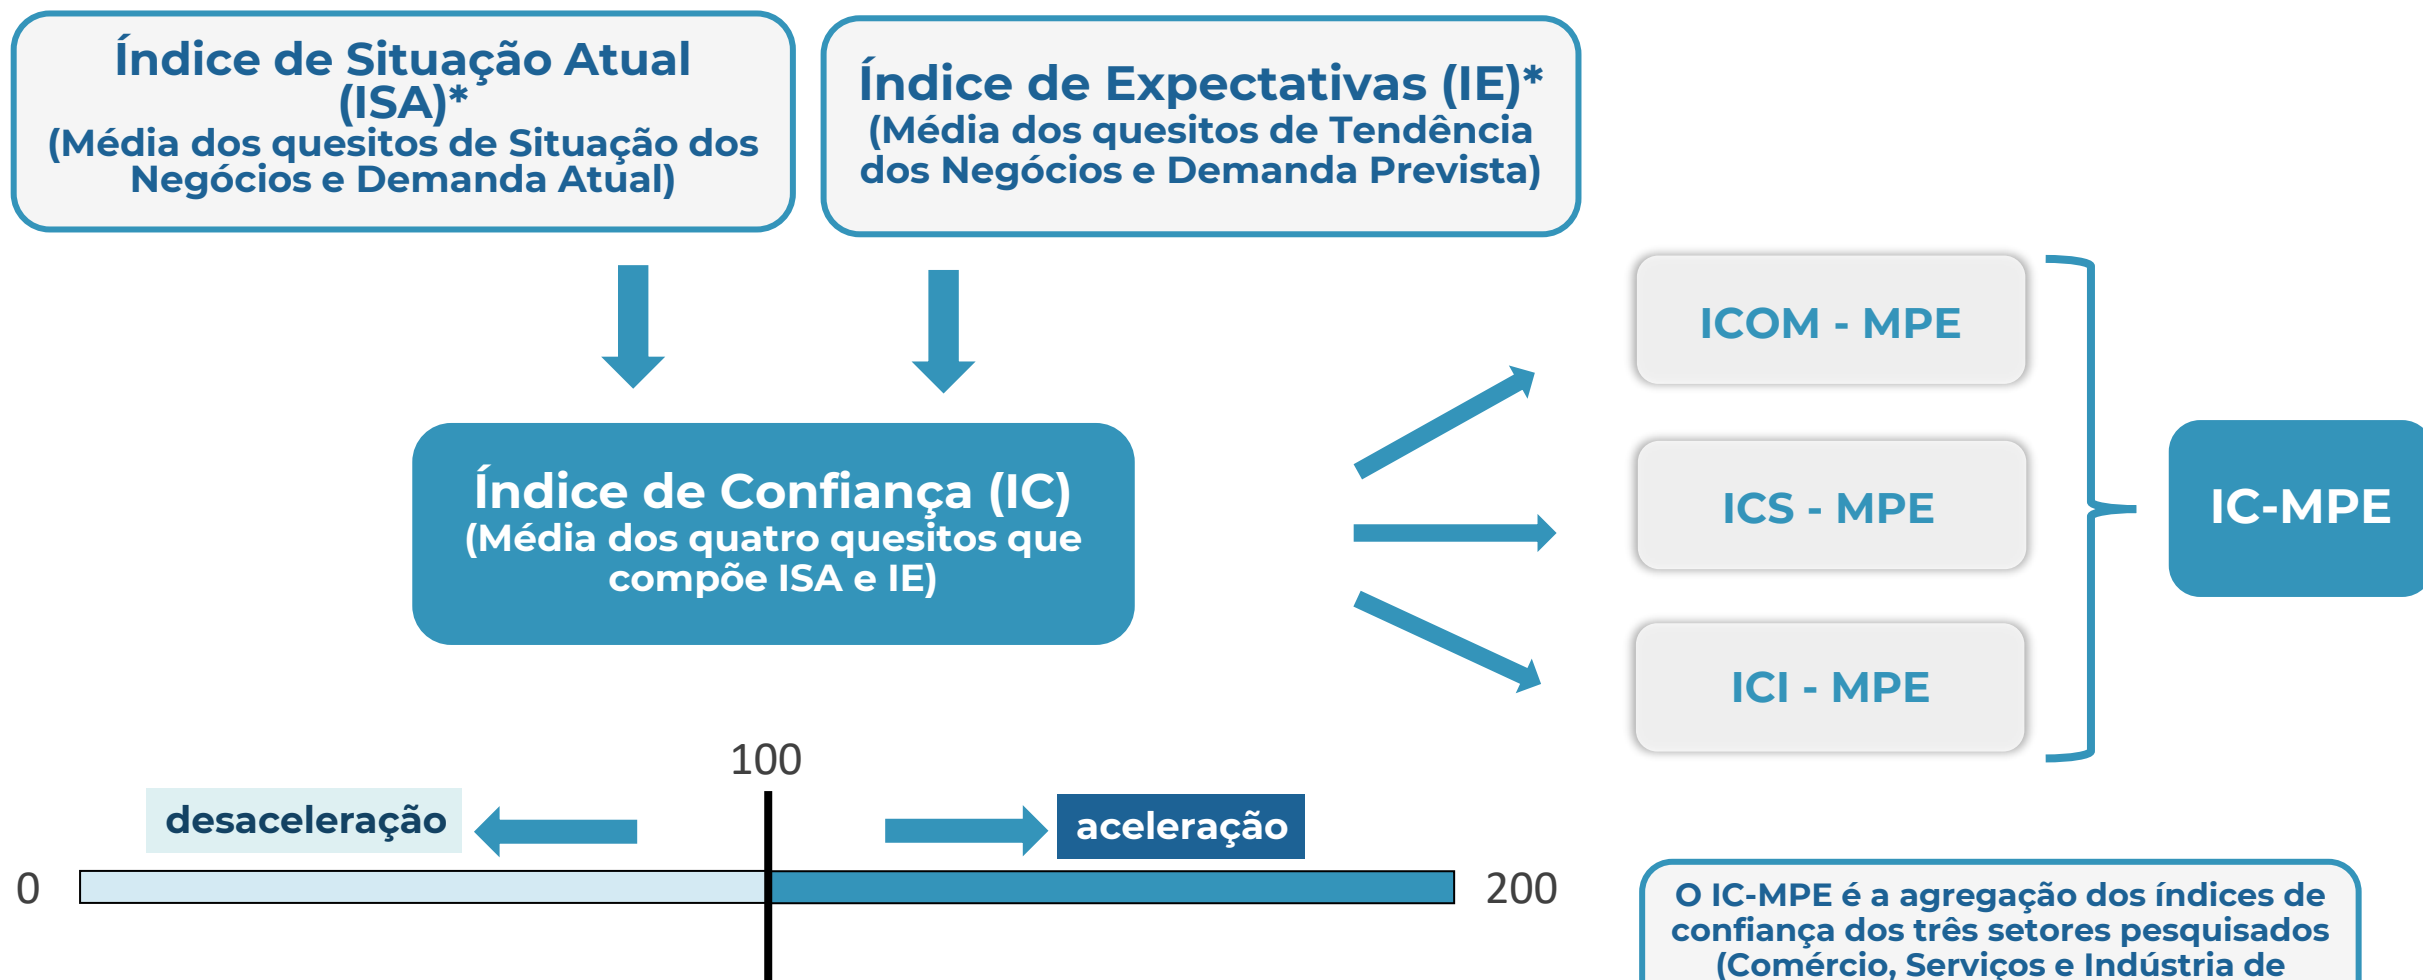 Índice de Situação Atual
(ISA)*
(Média dos quesitos de Situação dos
Negócios e Demanda Atual)
Índice de Expectativas (IE)*
(Média dos quesitos de Tendência
dos Negócios e Demanda Prevista)
Índice de Confiança (IC)
(Média dos quatro quesitos que
compõe ISA e IE)
ICOM - MPE
ICS - MPE
ICI - MPE
IC-MPE
100
desaceleração
aceleração
0
200
O IC-MPE é a agregação dos índices de
confiança dos três setores pesquisados
(Comércio, Serviços e Indústria de